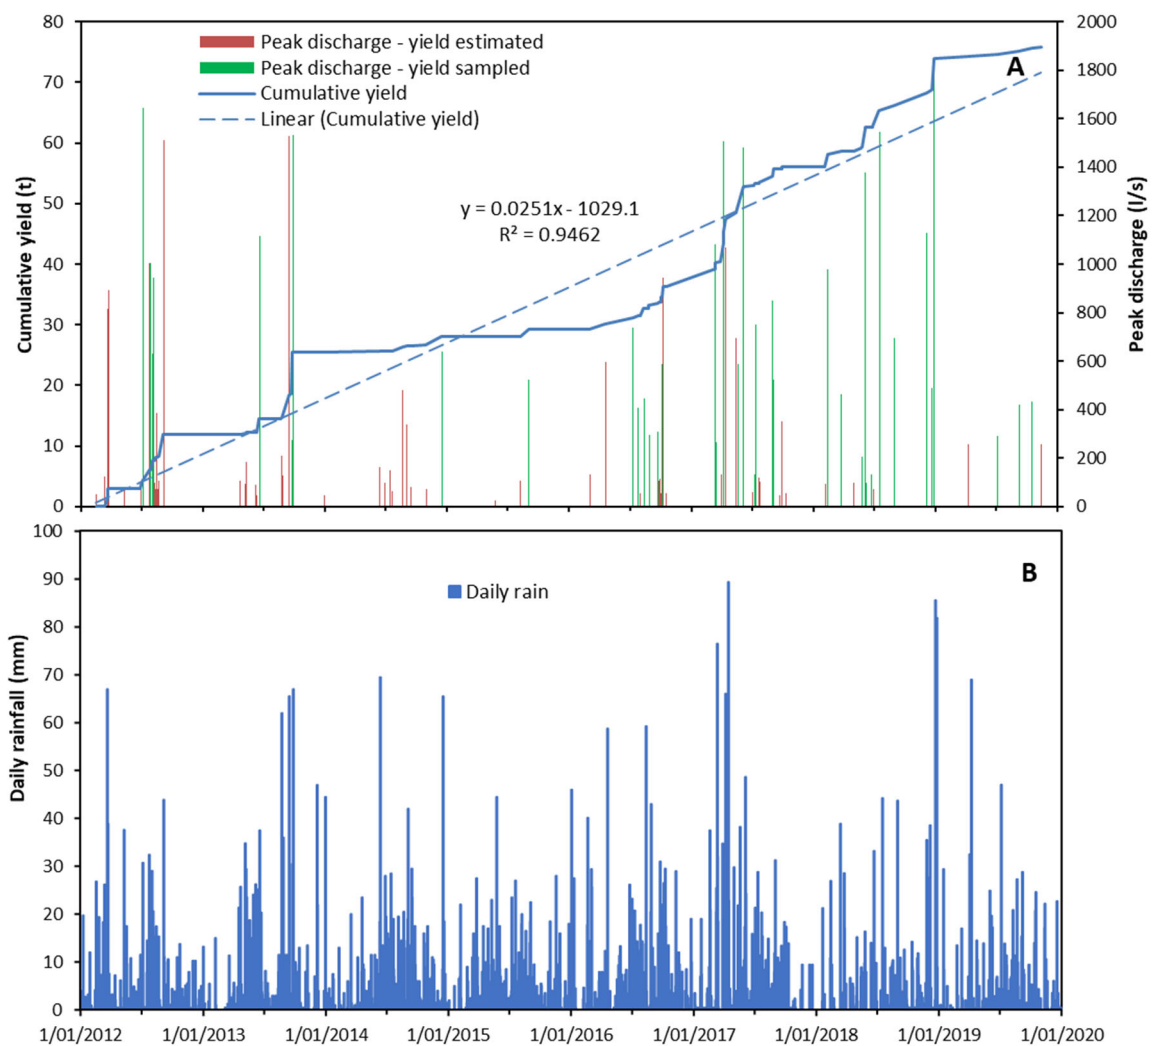 80
70
60
50
40
30
20
10
0
Cumulative yield (t)
Peak discharge - yield estimated
Peak discharge - yield sampled
Cumulative yield
Linear (Cumulative yield)
A
y = 0.0251x - 1029.1
R² = 0.9462
2000
1800
1600
1400
1200
1000
800
600
400
200
0
Peak discharge (l/s)
100
90
80
70
60
50
40
30
20
10
0
Daily rainfall (mm)
Daily rain
B
1/01/2012 1/01/2013 1/01/2014 1/01/2015 1/01/2016 1/01/2017 1/01/2018 1/01/2019 1/01/2020